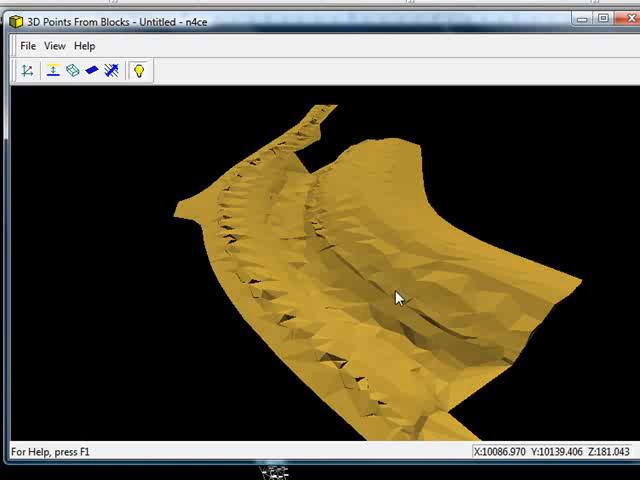 3D Points From Blocks - Untitled - n4ce
File View Help
For Help, press F1
X:10086.970 Y:10139.406 Z:181.043